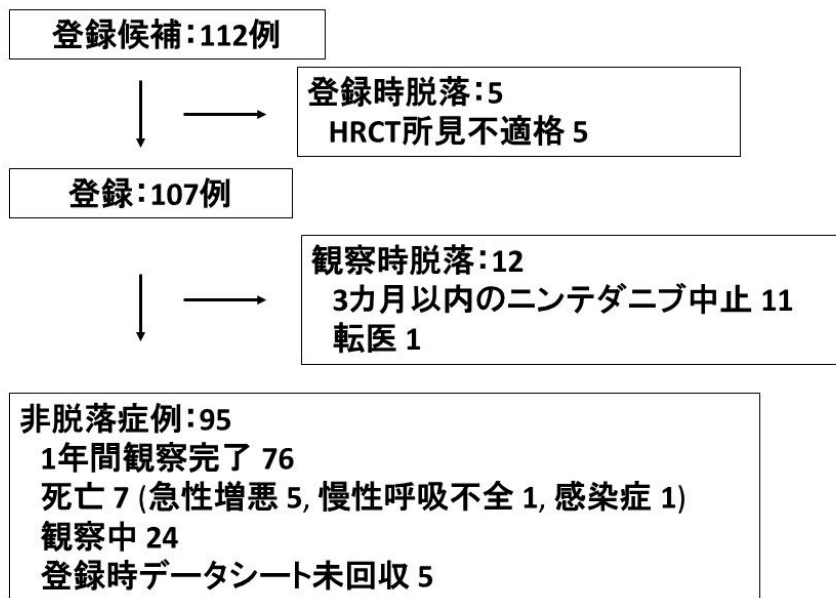 登録候補：112例
登録時脱落：5
HRCT所見不適格 5
登録：107例
観察時脱落：12
3カ月以内のニンテダニブ中止 11
転医 1
非脱落症例：95
1年間観察完了 76
死亡 7 (急性増悪 5, 慢性呼吸不全 1, 感染症 1)
観察中 24
登録時データシート未回収 5